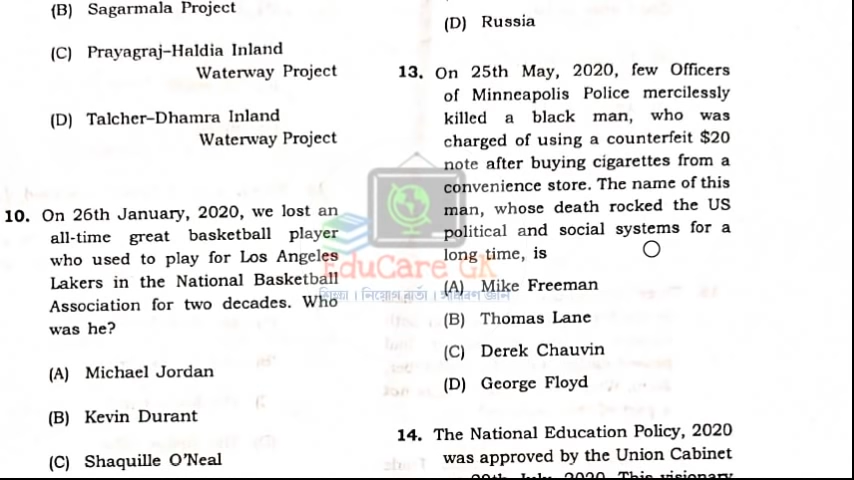 (B) Sagarmala Project
(C) Prayagraj–Haldia Inland
Waterway Project
(D) Talcher–Dhamra Inland
Waterway Project
10. On 26th January, 2020, we lost an
all-time great basketball player
who used to play for Los Angeles
Lakers in the National Basketball
Association for two decades. Who
was he?
(A) Michael Jordan
(B) Kevin Durant
(C) Shaquille O'Neal
(D) Russia
13. On 25th May, 2020, few Officers
of Minneapolis Police mercilessly
killed a black man, who was
charged of using a counterfeit $20
note after buying cigarettes from a
convenience store. The name of this
man, whose death rocked the US
political and social systems for a
long time, is
(A) Mike Freeman
(B) Thomas Lane
(C) Derek Chauvin
(D) George Floyd
14. The National Education Policy, 2020
was approved by the Union Cabinet
July, 2020. This visionary
EduCare GK
শিক্ষা | নিয়োগ বার্তা | সাধারণ জ্ঞান